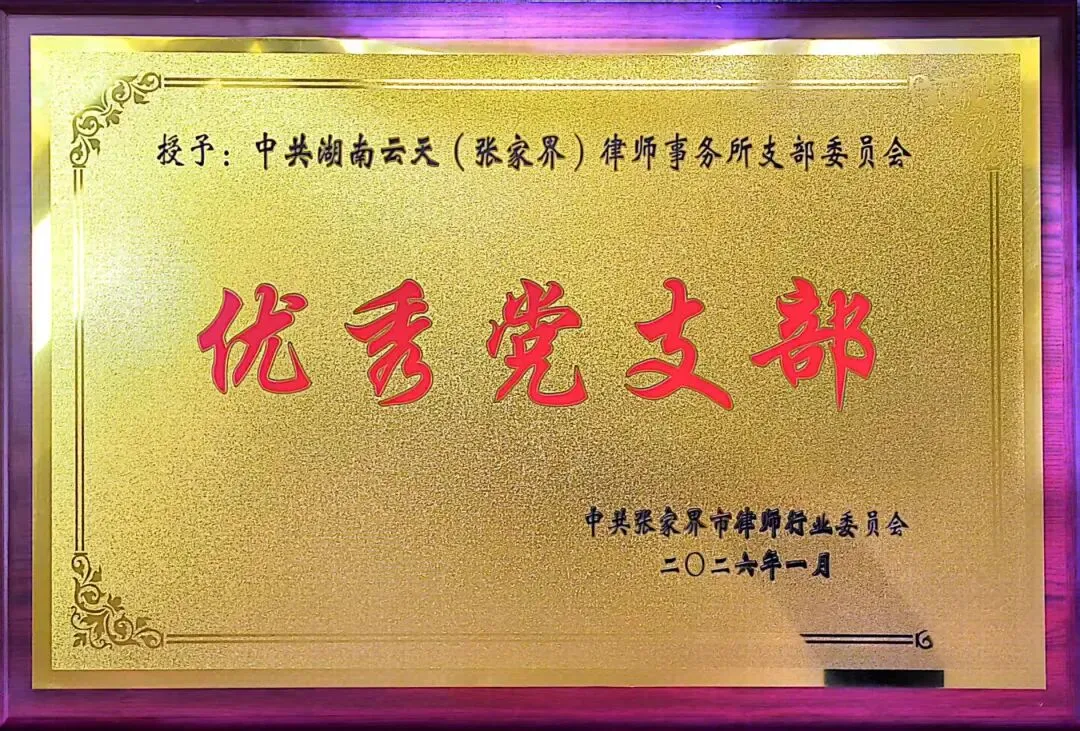 授予：中共湖南云天（张家界）律师事务所支部委员会
优秀党支部
中共张家界市律师行业委员会
二〇二六年一月